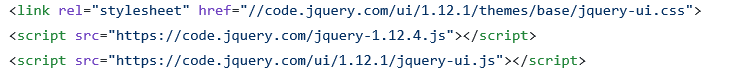 <link rel="stylesheet" href="//code.jquery.com/ui/1.12.1/themes/base/jquery-ui.css">
<script src="https://code.jquery.com/jquery-1.12.4.js"></script>
<script src="https://code.jquery.com/ui/1.12.1/jquery-ui.js"></script>